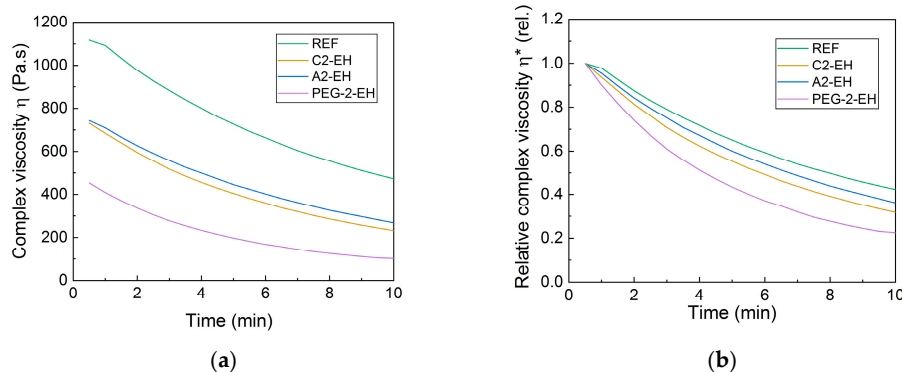 1200
1000
800
600
400
200
0
Complex viscosity η (Pa.s)
REF
C2-EH
A2-EH
PEG-2-EH
0 2 4 6 8 10
Time (min)
(a)
1.2
1.0
0.8
0.6
0.4
0.2
0.0
Relative complex viscosity η* (rel.)
REF
C2-EH
A2-EH
PEG-2-EH
0 2 4 6 8 10
Time (min)
(b)